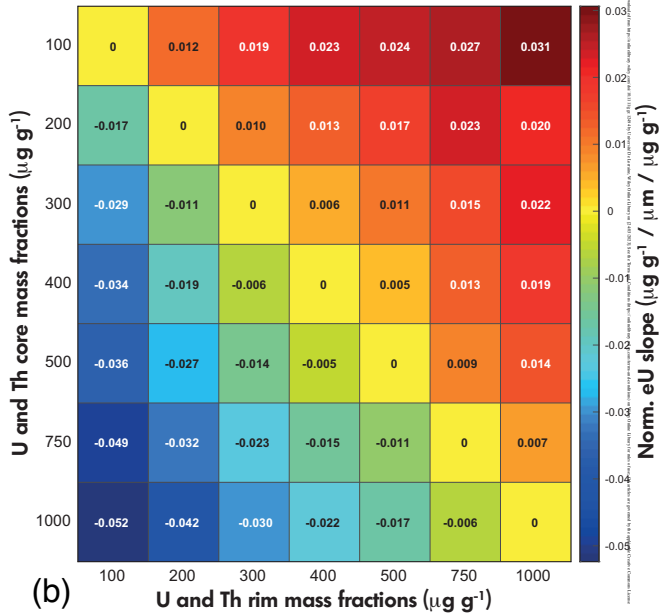 100 0 0.012 0.019 0.023 0.024 0.027 0.031
200 -0.017 0 0.010 0.013 0.017 0.023 0.020
300 -0.029 -0.011 0 0.006 0.011 0.015 0.022
400 -0.034 -0.019 -0.006 0 0.005 0.013 0.019
500 -0.036 -0.027 -0.014 -0.005 0 0.009 0.014
750 -0.049 -0.032 -0.023 -0.015 -0.011 0 0.007
1000 -0.052 -0.042 -0.030 -0.022 -0.017 -0.006 0
100 200 300 400 500 750 1000
U and Th rim mass fractions (μg g⁻¹)
U and Th core mass fractions (μg g⁻¹)
(b)
0.03
0.02
0.01
0
-0.01
-0.02
-0.03
-0.04
-0.05
Norm. eU slope (μg g⁻¹ / μm / μg g⁻¹)